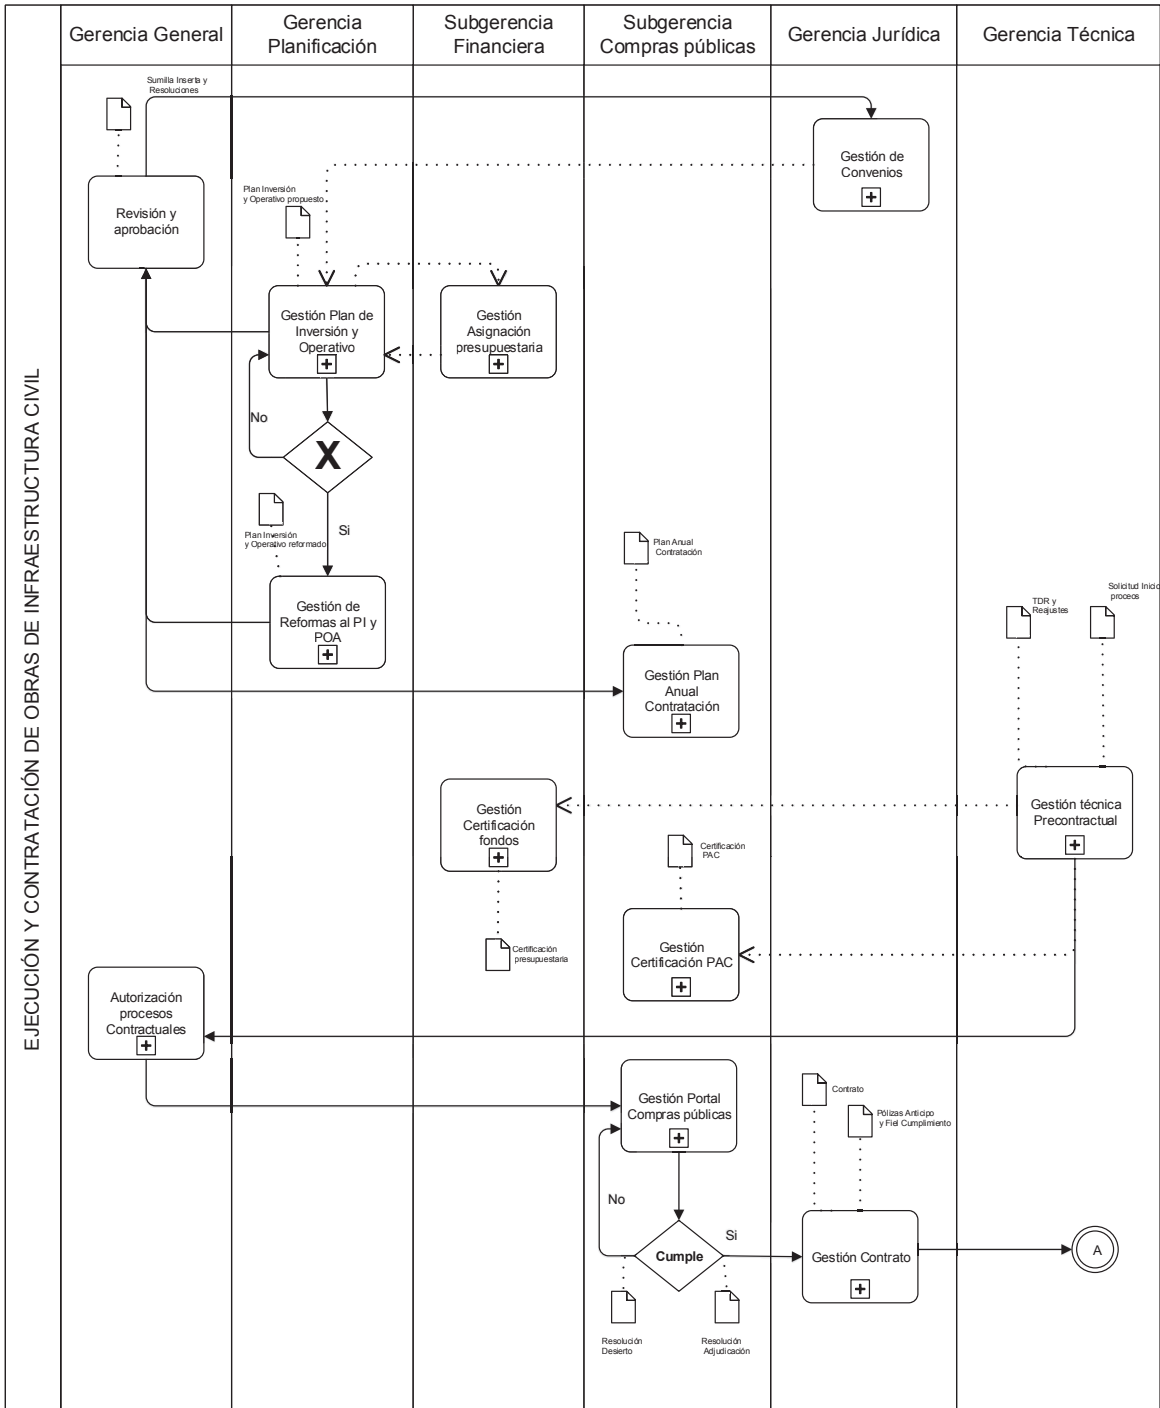 Gerencia General
Gerencia
Planificación
Subgerencia
Financiera
Subgerencia
Compras públicas
Gerencia Jurídica
Gerencia Técnica
EJECUCIÓN Y CONTRATACIÓN DE OBRAS DE INFRAESTRUCTURA CIVIL
Sumilla Inserta y
Resoluciones
Gestión de
Convenios
Revisión y
aprobación
Plan Inversión
y Operativo propuesto
Gestión Plan de
Inversión y
Operativo
Gestión
Asignación
presupuestaria
No
X
Si
Plan Inversión
y Operativo reformado
Plan Anual
Contratación
Gestión de
Reformas al PI y
POA
Solicitud Inicio
proceos
TDR y
Reajustes
Gestión Plan
Anual
Contratación
Gestión técnica
Precontractual
Gestión
Certificación
fondos
Certificación
PAC
Certificación
presupuestaria
Gestión
Certificación PAC
Autorización
procesos
Contractuales
Gestión Portal
Compras públicas
Contrato
Pólizas Anticipo
y Fiel Cumplimiento
No
Si
Cumple
Gestión Contrato
A
Resolución
Desierto
Resolución
Adjudicación